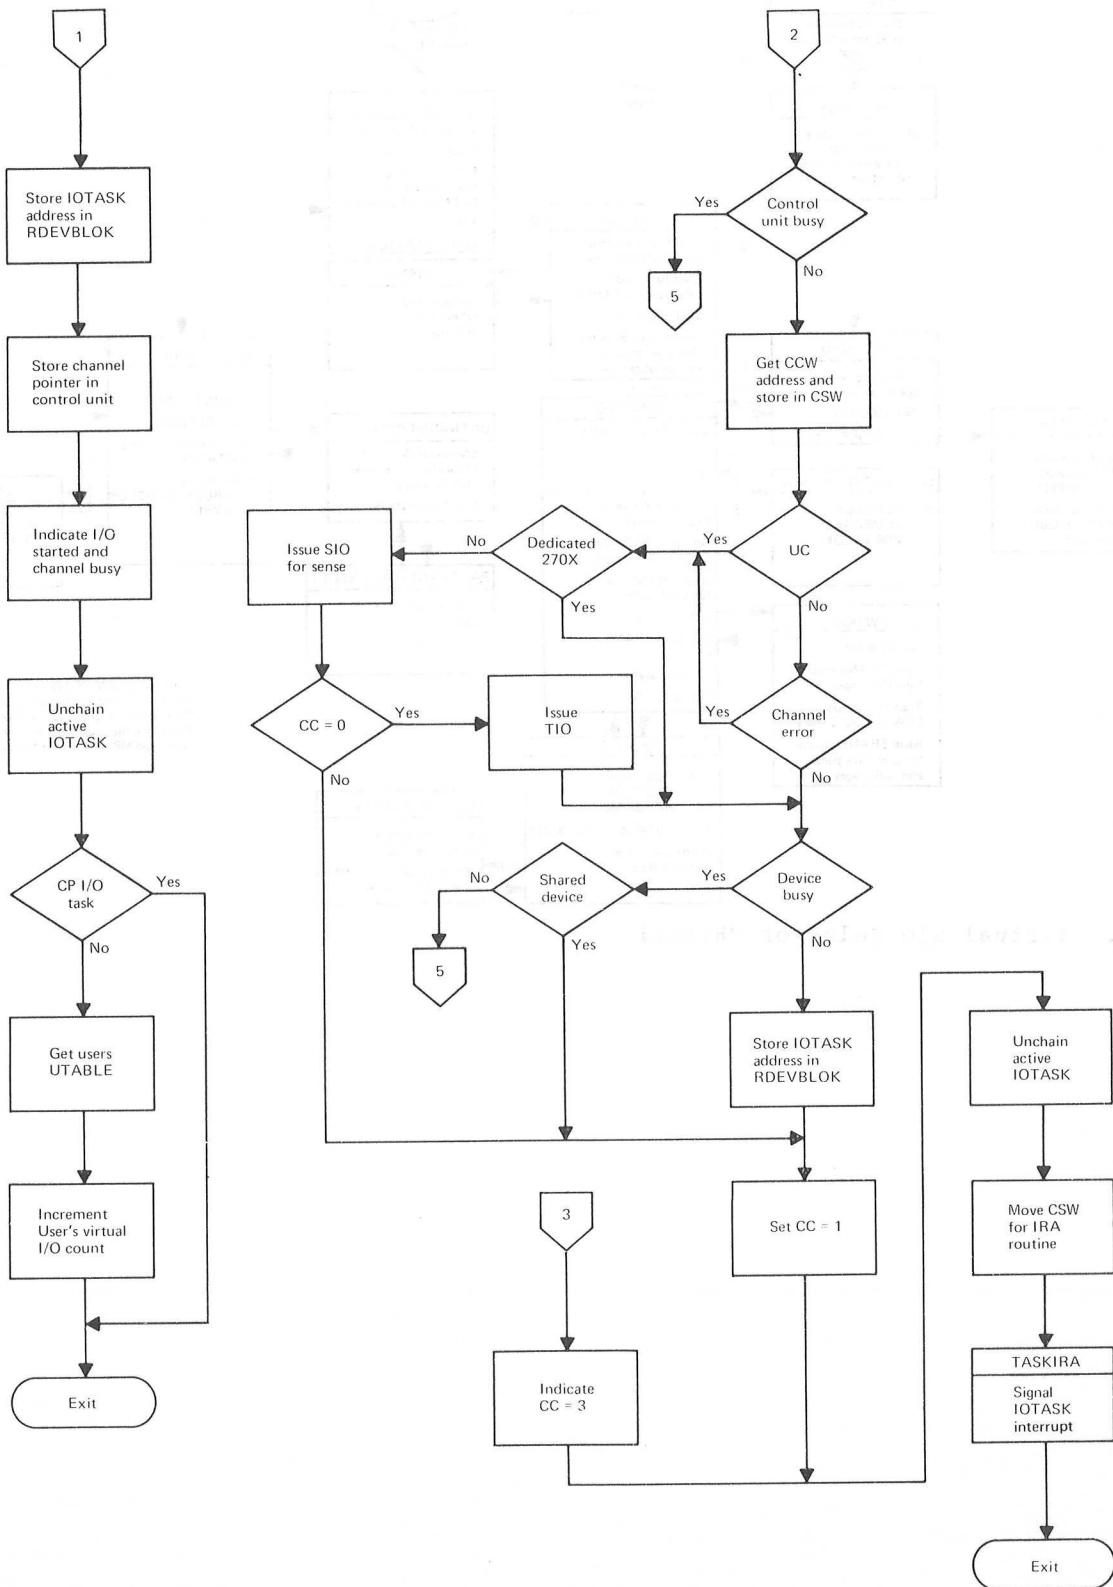 1
Store IOTASK
address in
RDEVBLOK
Store channel
pointer in
control unit
Indicate I/O
started and
channel busy
Unchain
active
IOTASK
CP I/O
task
Yes
No
Get users
UTABLE
Increment
User's virtual
I/O count
Exit
2
Control
unit busy
Yes
No
5
Get CCW
address and
store in CSW
UC
Yes
No
Dedicated
270X
No
Yes
Issue SIO
for sense
CC = 0
Yes
No
Issue
TIO
Channel
error
Yes
No
Device
busy
Yes
No
Shared
device
No
Yes
5
Store IOTASK
address in
RDEVBLOK
Set CC = 1
3
Indicate
CC = 3
Unchain
active
IOTASK
Move CSW
for IRA
routine
TASKIRA
Signal
IOTASK
interrupt
Exit